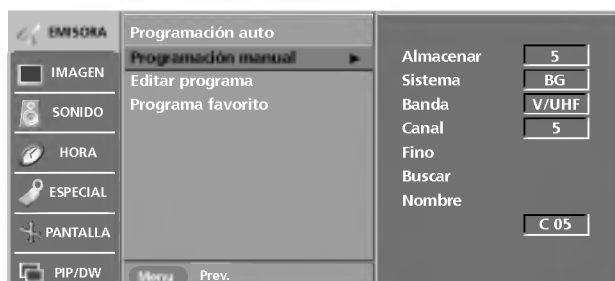 EMISORA
IMAGEN
SONIDO
HORA
ESPECIAL
PANTALLA
PIP/DW
Programación auto
Programación manual
Editar programa
Programa favorito
Menu Prev.
Almacenar 5
Sistema BG
Banda V/UHF
Canal 5
Fino
Buscar
Nombre
C 05